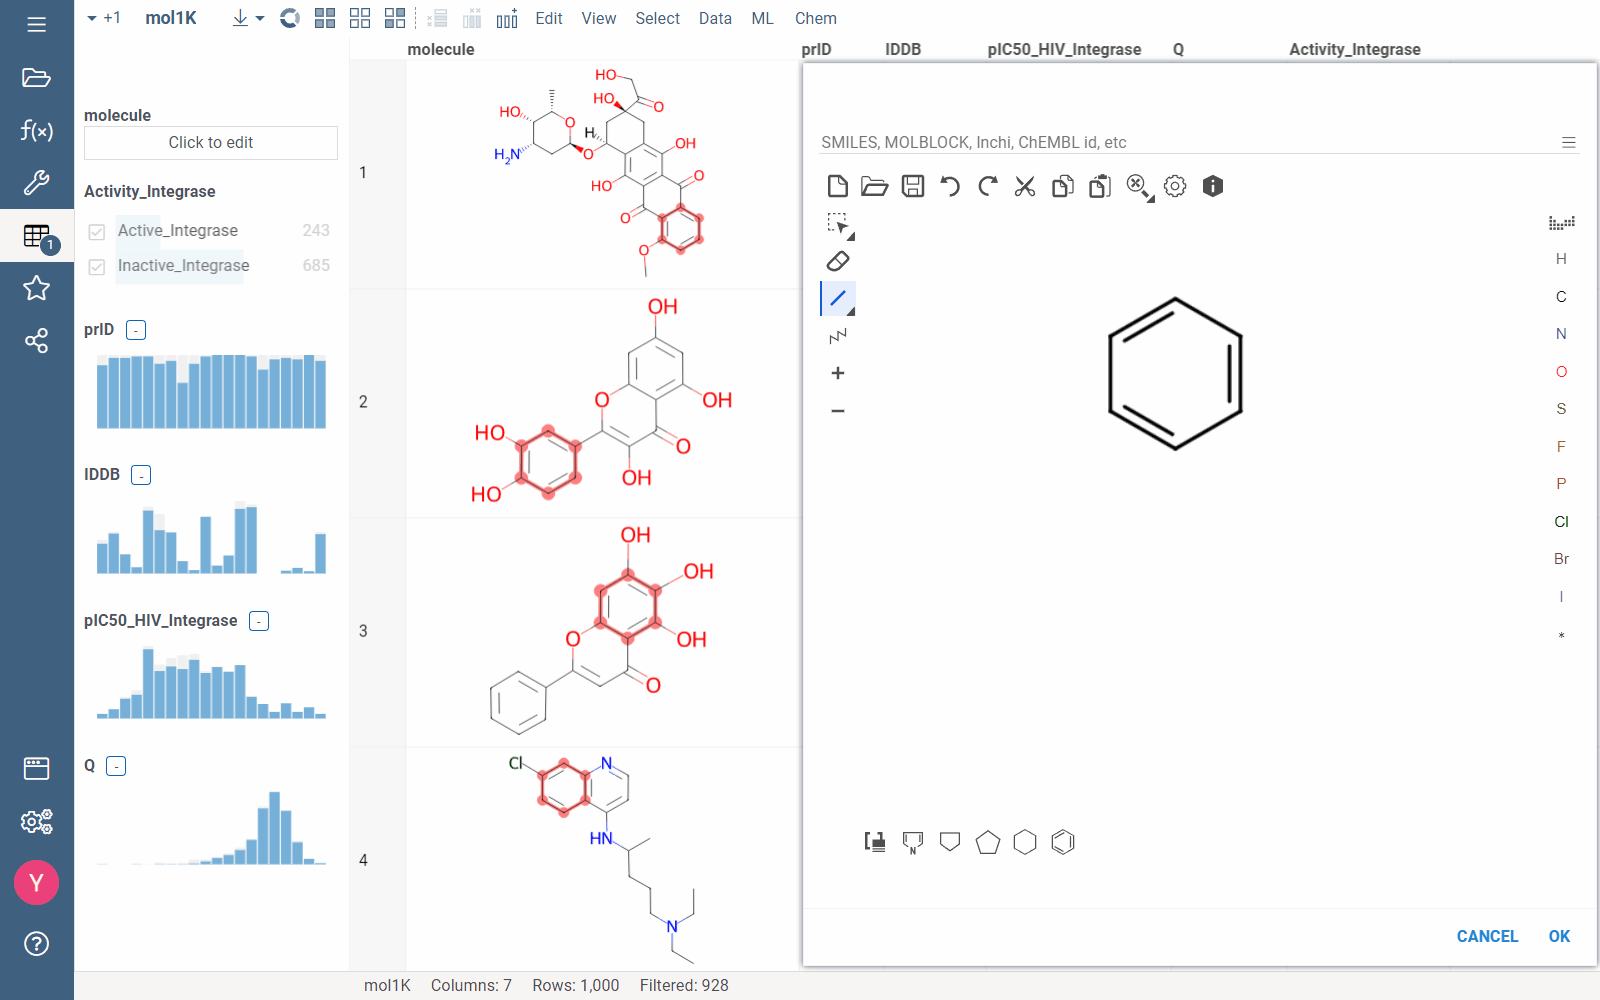 +1 mol1K Edit View Select Data ML Chem
molecule prID IDDB pIC50_HIV_Integrase Q Activity_Integrase
f(x)
1
Y
molecule
Click to edit
Activity_Integrase
Active_Integrase 243
Inactive_Integrase 685
prID -
IDDB -
pIC50_HIV_Integrase -
Q -
1
HO
HO
O
HO
O
H
H₂N
O
OH
HO
O
O
O
2
OH
O
OH
HO
O
OH
HO
3
OH
OH
O
OH
O
4
Cl
N
HN
N
SMILES, MOLBLOCK, Inchi, ChEMBL id, etc
H
C
N
O
S
F
P
Cl
Br
I
*
N
CANCEL OK
mol1K Columns: 7 Rows: 1,000 Filtered: 928